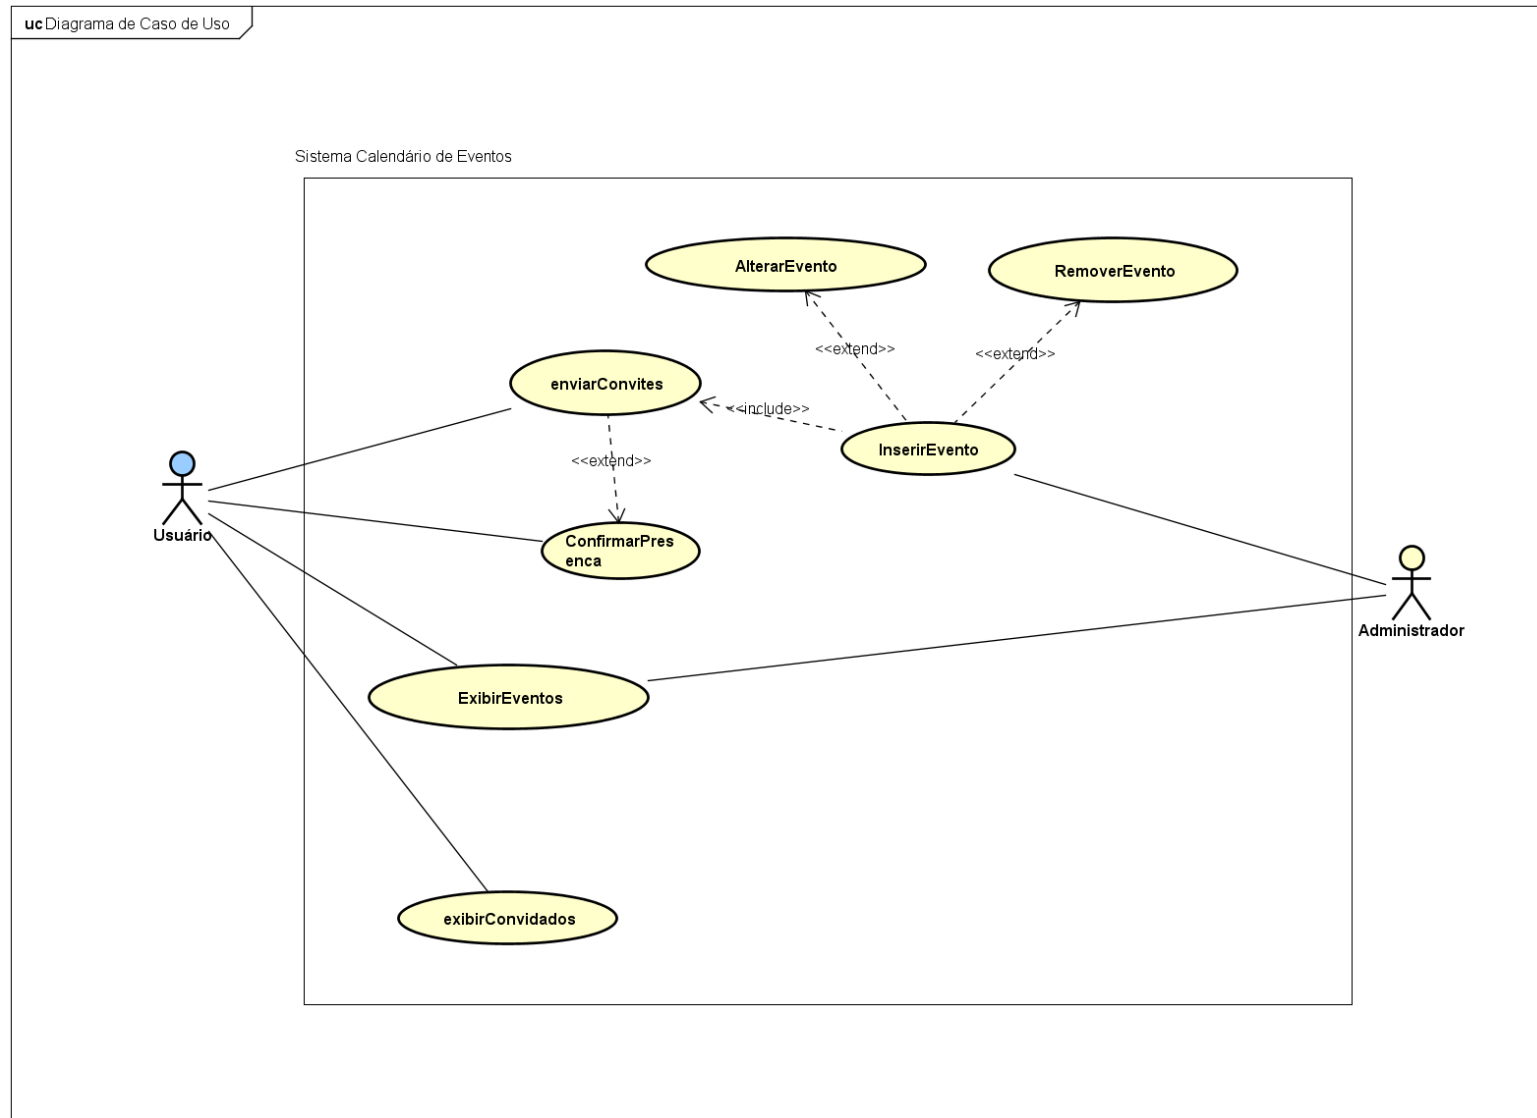 uc Diagrama de Caso de Uso
Sistema Calendário de Eventos
AlterarEvento
RemoverEvento
<<extend>>
<<extend>>
enviarConvites
<<include>>
InserirEvento
<<extend>>
Usuário
ConfirmarPres
enca
Administrador
ExibirEventos
exibirConvidados